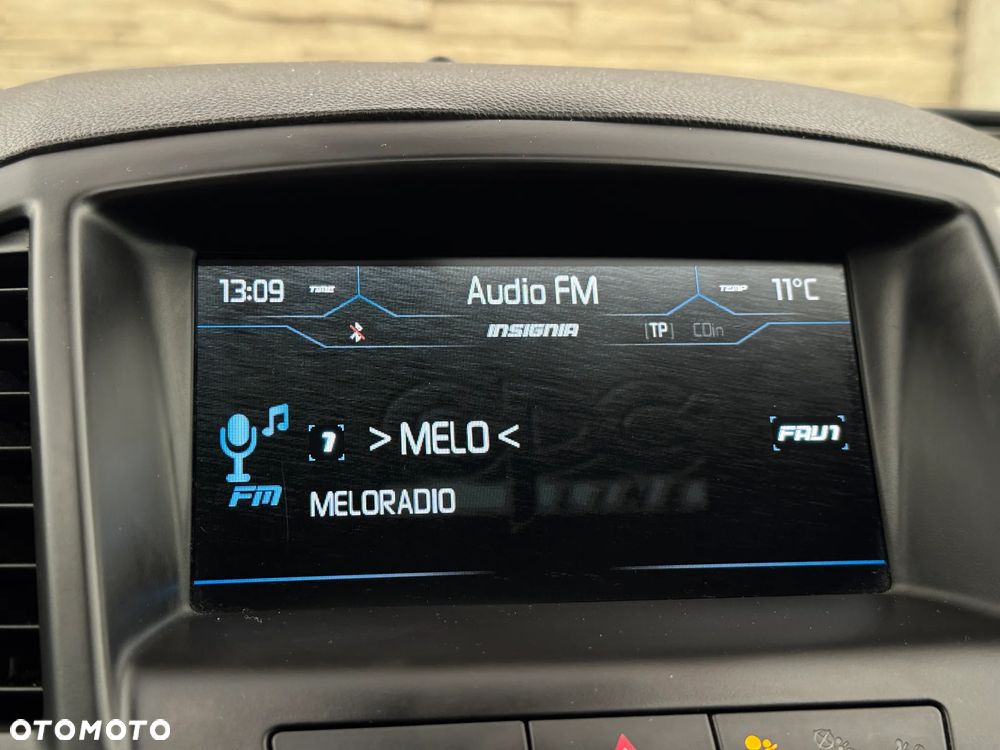 13:09 TIME Audio FM TEMP 11°C
INSIGNIA [TP] CDin
1 > MELO < FAV1
FM MELORADIO
OTOMOTO